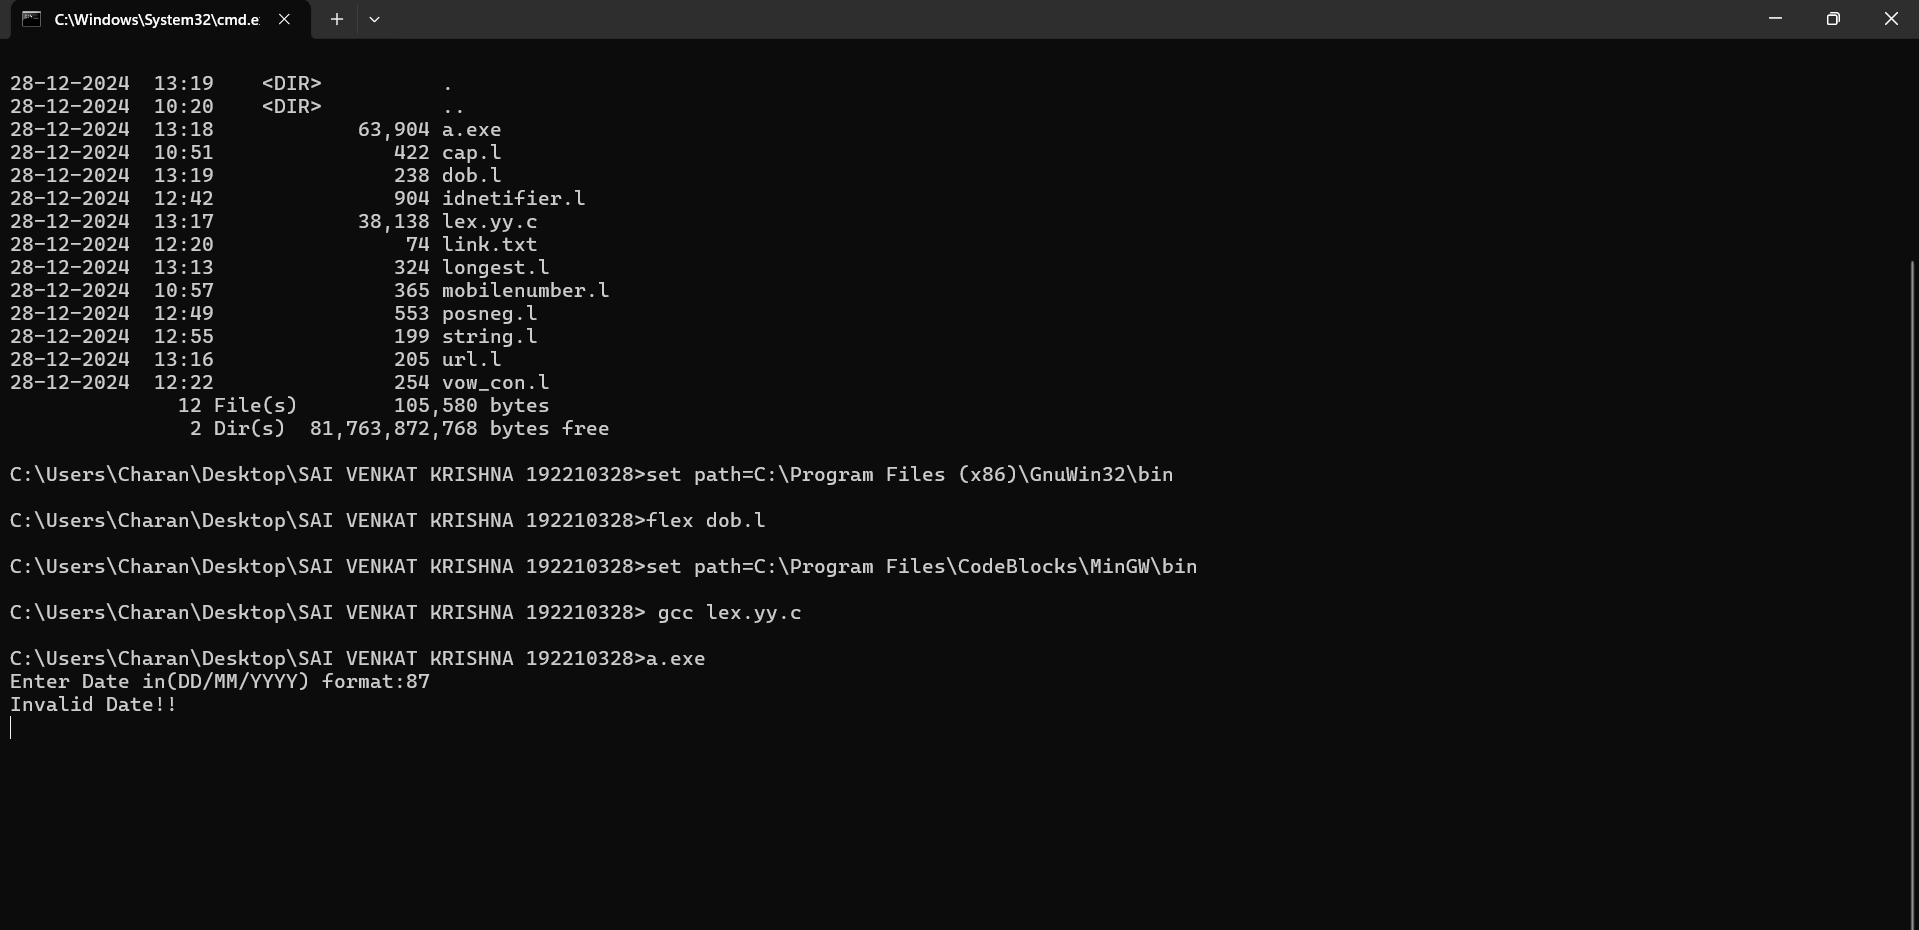 C:\Windows\System32\cmd.e
28-12-2024  13:19    <DIR>          .
28-12-2024  10:20    <DIR>          ..
28-12-2024  13:18            63,904 a.exe
28-12-2024  10:51               422 cap.l
28-12-2024  13:19               238 dob.l
28-12-2024  12:42               904 idnetifier.l
28-12-2024  13:17            38,138 lex.yy.c
28-12-2024  12:20                74 link.txt
28-12-2024  13:13               324 longest.l
28-12-2024  10:57               365 mobilenumber.l
28-12-2024  12:49               553 posneg.l
28-12-2024  12:55               199 string.l
28-12-2024  13:16               205 url.l
28-12-2024  12:22               254 vow_con.l
              12 File(s)        105,580 bytes
               2 Dir(s)  81,763,872,768 bytes free
C:\Users\Charan\Desktop\SAI VENKAT KRISHNA 192210328>set path=C:\Program Files (x86)\GnuWin32\bin
C:\Users\Charan\Desktop\SAI VENKAT KRISHNA 192210328>flex dob.l
C:\Users\Charan\Desktop\SAI VENKAT KRISHNA 192210328>set path=C:\Program Files\CodeBlocks\MinGW\bin
C:\Users\Charan\Desktop\SAI VENKAT KRISHNA 192210328> gcc lex.yy.c
C:\Users\Charan\Desktop\SAI VENKAT KRISHNA 192210328>a.exe
Enter Date in(DD/MM/YYYY) format:87
Invalid Date!!